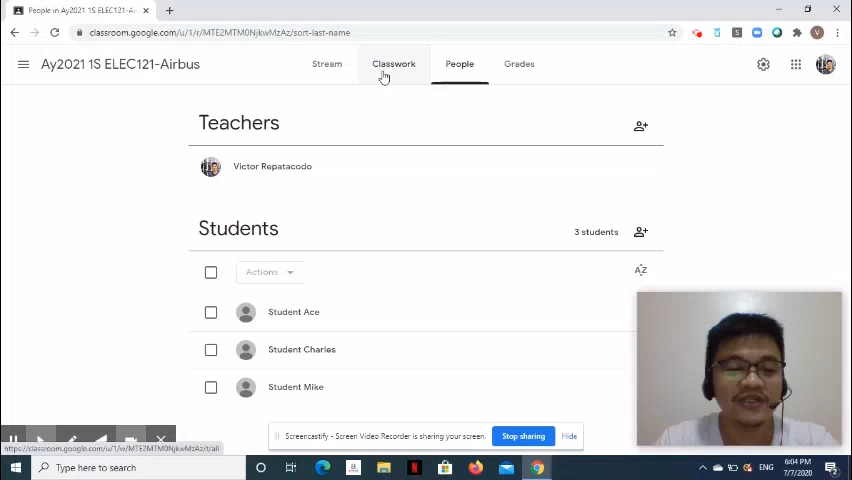 People in Ay2021 1S ELEC121-Air
classroom.google.com/u/1/r/MTE2MTM0NjkwMzAz/sort-last-name
V
Ay2021 1S ELEC121-Airbus
Stream
Classwork
People
Grades
Teachers
Victor Repatacodo
Students
3 students
Actions
AZ
Student Ace
Student Charles
Student Mike
Screencastify - Screen Video Recorder is sharing your screen.
Stop sharing
Hide
https://classroom.google.com/u/1/w/MTE2MTM0NjkwMzAz/t/all
Type here to search
ENG
6:04 PM
7/7/2020
2